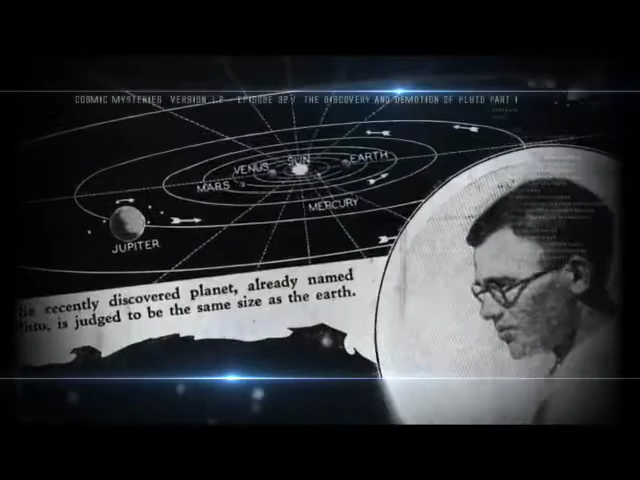 COSMIC MYSTERIES VERSION 1.2 - EPISODE 32: THE DISCOVERY AND DEMOTION OF PLUTO PART 1
SUN
VENUS
EARTH
MARS
MERCURY
JUPITER
recently discovered planet, already named
is judged to be the same size as the earth.